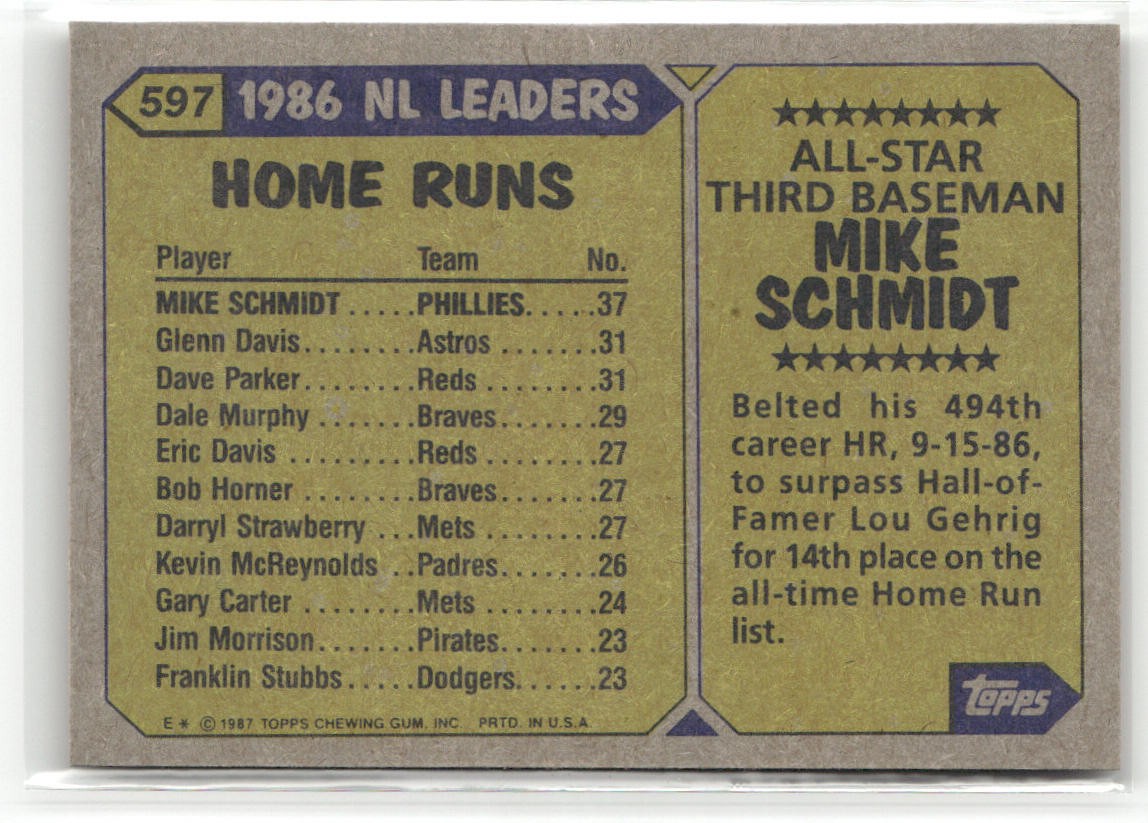 597 1986 NL LEADERS
HOME RUNS
Player Team No.
MIKE SCHMIDT.....PHILLIES.....37
Glenn Davis........Astros .......31
Dave Parker........Reds ........31
Dale Murphy .......Braves.......29
Eric Davis .........Reds ........27
Bob Horner ........Braves.......27
Darryl Strawberry ...Mets ........27
Kevin McReynolds ..Padres.......26
Gary Carter ........Mets ........24
Jim Morrison.......Pirates.......23
Franklin Stubbs.....Dodgers......23
E * © 1987 TOPPS CHEWING GUM, INC. PRTD. IN U.S.A.
★★★★★★★★
ALL-STAR
THIRD BASEMAN
MIKE
SCHMIDT
★★★★★★★★
Belted his 494th
career HR, 9-15-86,
to surpass Hall-of-
Famer Lou Gehrig
for 14th place on the
all-time Home Run
list.
topps